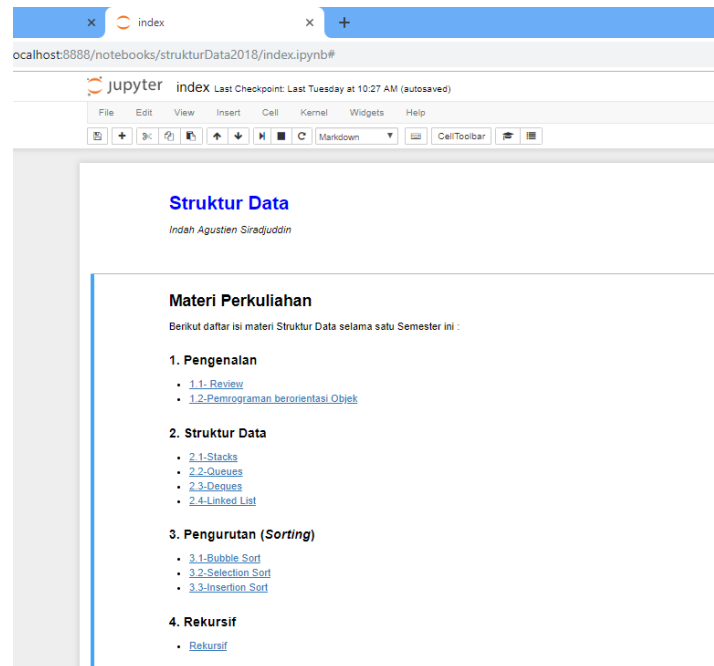 index
ocalhost:8888/notebooks/strukturData2018/index.ipynb#
jupyter index Last Checkpoint: Last Tuesday at 10:27 AM (autosaved)
File Edit View Insert Cell Kernel Widgets Help
Markdown CellToolbar
Struktur Data
Indah Agustien Siradjuddin
Materi Perkuliahan
Berikut daftar isi materi Struktur Data selama satu Semester ini :
1. Pengenalan
1.1- Review
1.2-Pemrograman berorientasi Objek
2. Struktur Data
2.1-Stacks
2.2-Queues
2.3-Deques
2.4-Linked List
3. Pengurutan (Sorting)
3.1-Bubble Sort
3.2-Selection Sort
3.3-Insertion Sort
4. Rekursif
Rekursif